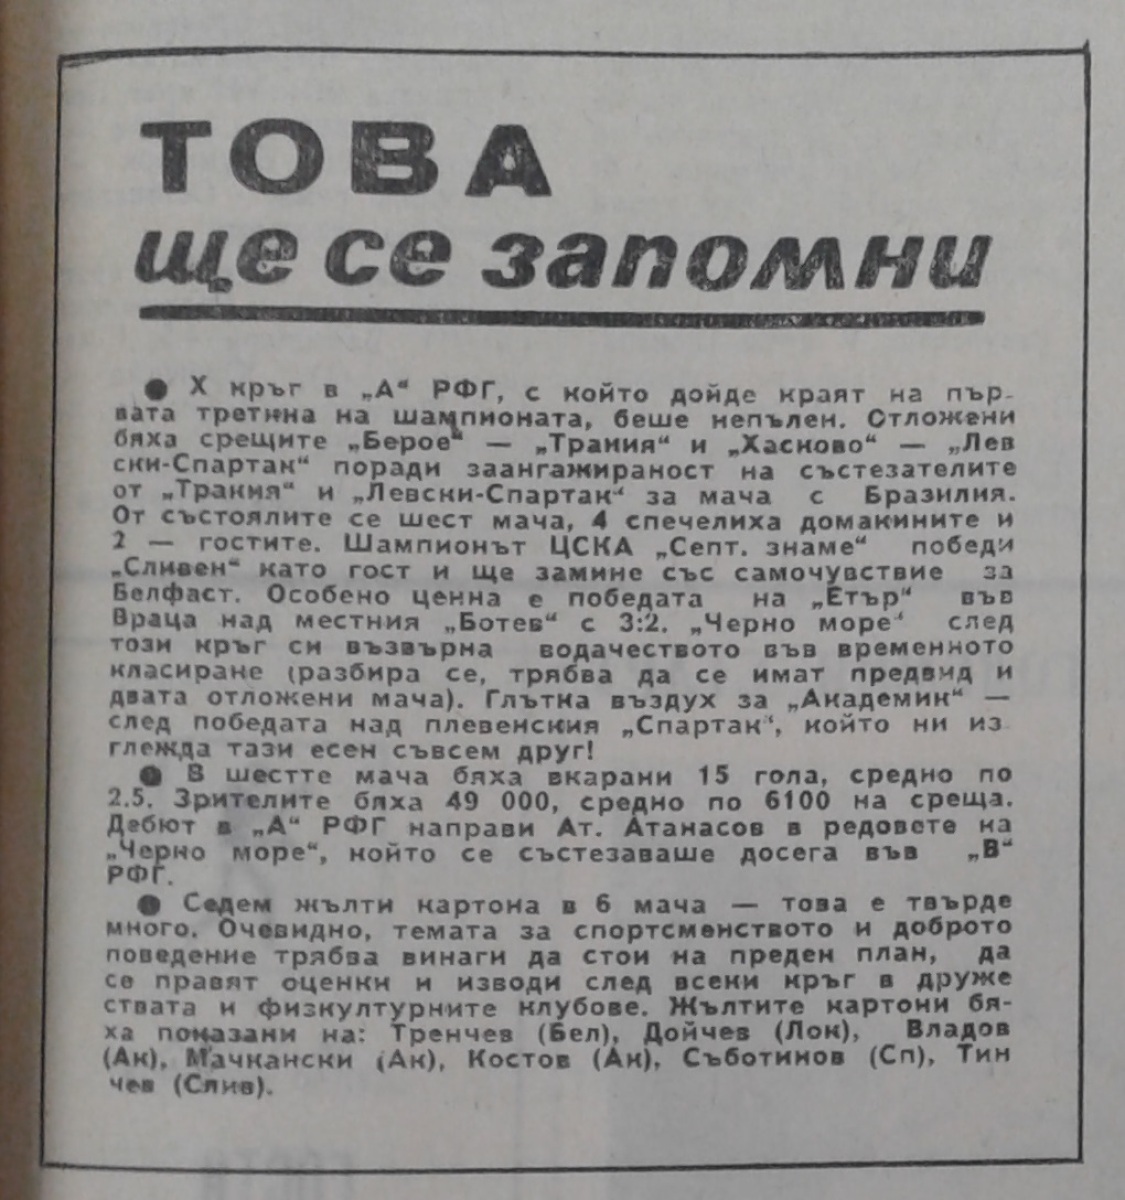 ТОВА
ще се запомни
● X кръг в „А“ РФГ, с който дойде краят на пър-
вата третина на шампионата, беше непълен. Отложени
бяха срещите „Берое“ — „Тракия“ и „Хасково“ — „Лев
ски-Спартак“ поради заангажираност на състезателите
от „Тракия“ и „Левски-Спартак“ за мача с Бразилия.
От състоялите се шест мача, 4 спечелиха домакините и
2 — гостите. Шампионът ЦСКА „Септ. знаме“ победи
„Сливен“ като гост и ще замине със самочувствие за
Белфаст. Особено ценна е победата на „Етър“ във
Враца над местния „Ботев“ с 3:2. „Черно море“ след
този кръг си възвърна водачеството във временното
класиране (разбира се, трябва да се имат предвид и
двата отложени мача). Глътка въздух за „Академик“ —
след победата над плевенския „Спартак“, който ни из
глежда тази есен съвсем друг!
● В шестте мача бяха вкарани 15 гола, средно по
2.5. Зрителите бяха 49 000, средно по 6100 на среща.
Дебют в „А“ РФГ направи Ат. Атанасов в редовете на
„Черно море“, който се състезаваше досега във „В“
РФГ.
● Седем жълти картона в 6 мача — това е твърде
много. Очевидно, темата за спортсменството и доброто
поведение трябва винаги да стои на преден план, да
се правят оценки и изводи след всеки кръг в друже
ствата и физкултурните клубове. Жълтите картони бя-
ха показани на: Тренчев (Бел), Дойчев (Лок), Владов
(Ак), Мачкански (Ак), Костов (Ак), Съботинов (Сп), Тин
чев (Слив).